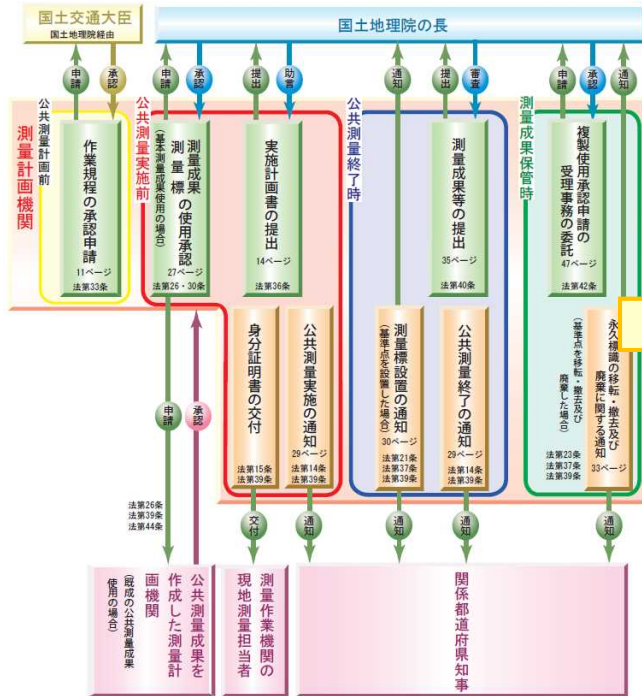 国土交通大臣
国土地理院経由
国土地理院の長
申請
承認
申請
承認
提出
助言
通知
提出
審査
申請
承認
通知
測量計画機関
公共測量計画前
作業規程の承認申請
11ページ
法第33条
公共測量実施前
測量成果
測量標
の使用承認
(基本測量成果使用の場合)
27ページ
法第26・30条
実施計画書の提出
14ページ
法第36条
身分証明書の交付
法第15条
法第39条
公共測量実施の通知
29ページ
法第14条
法第39条
公共測量終了時
測量標設置の通知
(基準点を設置した場合)
30ページ
法第21条
法第37条
法第39条
測量成果等の提出
35ページ
法第40条
公共測量終了の通知
29ページ
法第14条
法第39条
測量成果保管時
複製使用承認申請の
受理事務の委託
47ページ
法第42条
永久標識の移転・撤去及び
廃棄に関する通知
(基準点を移転・撤去及び
廃棄した場合)
33ページ
法第23条
法第37条
法第39条
申請
承認
法第26条
法第39条
法第44条
交付
通知
通知
通知
通知
公共測量成果を
作成した測量計
画機関
(既成の公共測量成果
使用の場合)
測量作業機関の
現地測量担当者
関係都道府県知事